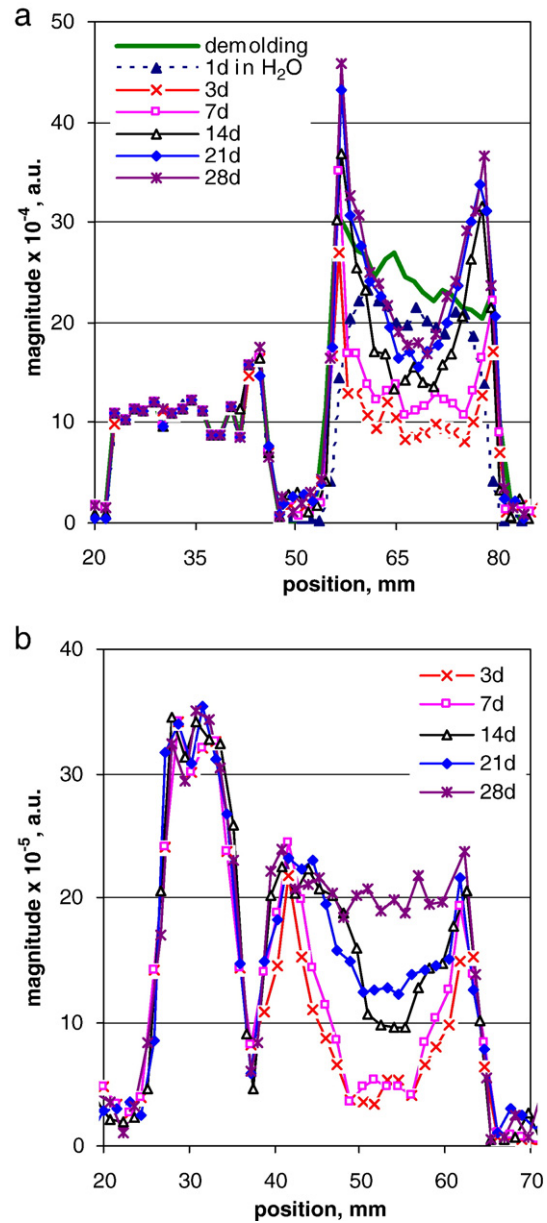 a
50
40
30
20
10
0
magnitude x 10⁻⁴, a.u.
demolding
1d in H₂O
3d
7d
14d
21d
28d
20 35 50 65 80
position, mm
b
40
30
20
10
0
magnitude x 10⁻⁵, a.u.
3d
7d
14d
21d
28d
20 30 40 50 60 70
position, mm